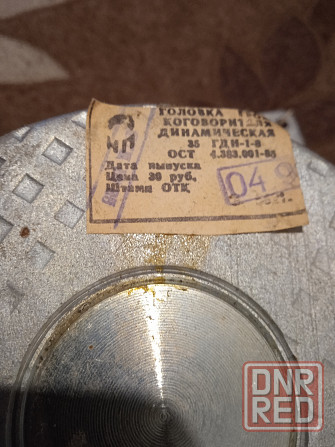 ГОЛОВКА
КОГОВОРИТЕЛЯ
ДИНАМИЧЕСКАЯ
35 ГДН-1-8
ОСТ 4.383.001-85
Дата выпуска
Цена 30 руб.
Штамп ОТК
04
DNR
RED